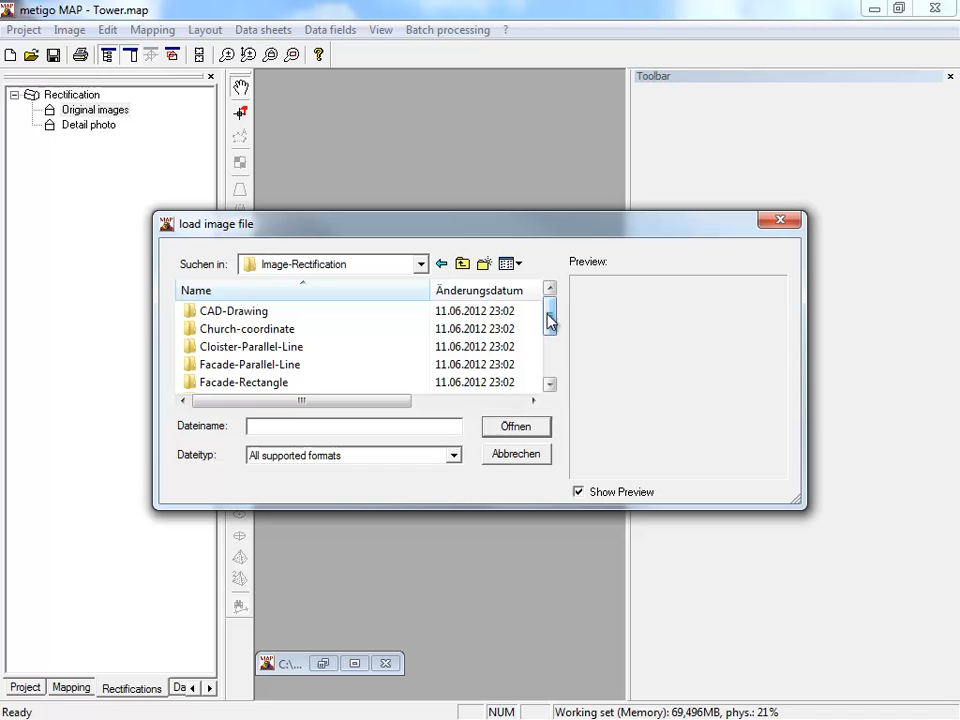 metigo MAP - Tower.map
Project Image Edit Mapping Layout Data sheets Data fields View Batch processing ?
Toolbar
Rectification
Original images
Detail photo
load image file
Suchen in: Image-Rectification
Preview:
Name Änderungsdatum
CAD-Drawing 11.06.2012 23:02
Church-coordinate 11.06.2012 23:02
Cloister-Parallel-Line 11.06.2012 23:02
Facade-Parallel-Line 11.06.2012 23:02
Facade-Rectangle 11.06.2012 23:02
Dateiname: Öffnen
Dateityp: All supported formats Abbrechen
Show Preview
MAP C:\...
Project Mapping Rectifications Da
Ready NUM Working set (Memory): 69,496MB, phys.: 21%